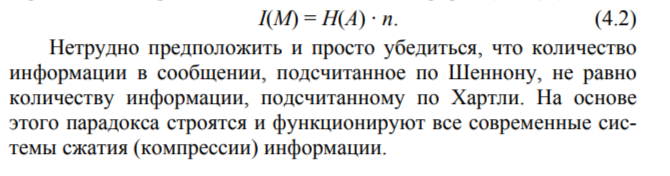 I(M) = H(A) · n. (4.2)
Нетрудно предположить и просто убедиться, что количество
информации в сообщении, подсчитанное по Шеннону, не равно
количеству информации, подсчитанному по Хартли. На основе
этого парадокса строятся и функционируют все современные сис-
темы сжатия (компрессии) информации.